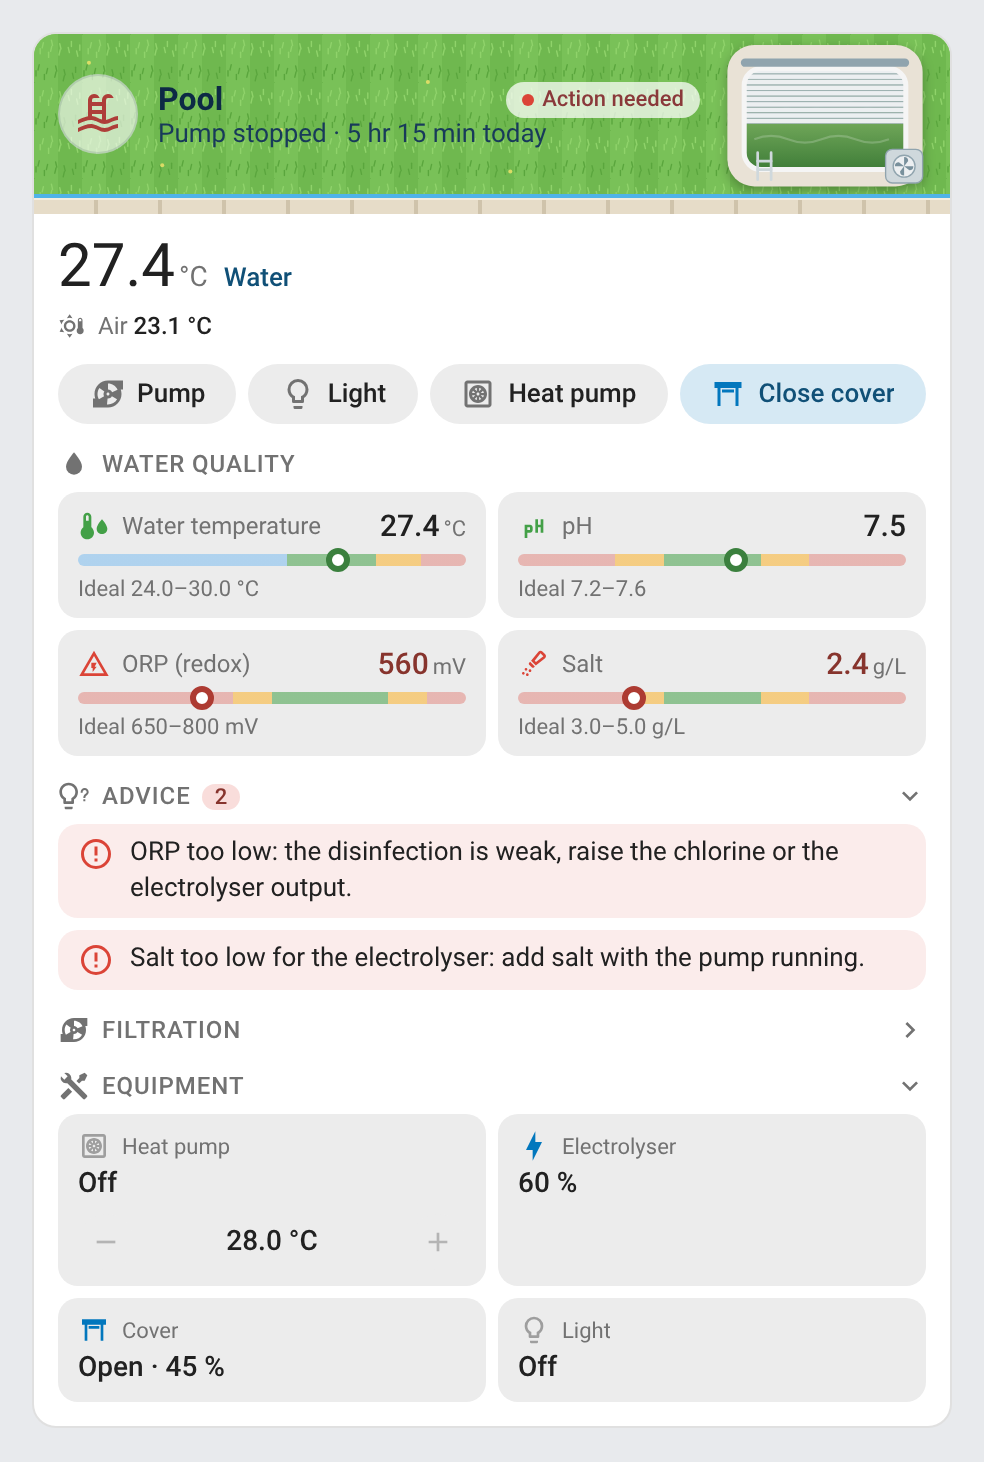 Pool
Action needed
Pump stopped · 5 hr 15 min today
27.4 °C Water
Air 23.1 °C
Pump
Light
Heat pump
Close cover
WATER QUALITY
Water temperature 27.4 °C
Ideal 24.0–30.0 °C
pH pH 7.5
Ideal 7.2–7.6
ORP (redox) 560 mV
Ideal 650–800 mV
Salt 2.4 g/L
Ideal 3.0–5.0 g/L
ADVICE 2
ORP too low: the disinfection is weak, raise the chlorine or the
electrolyser output.
Salt too low for the electrolyser: add salt with the pump running.
FILTRATION
EQUIPMENT
Heat pump
Off
− 28.0 °C +
Electrolyser
60 %
Cover
Open · 45 %
Light
Off